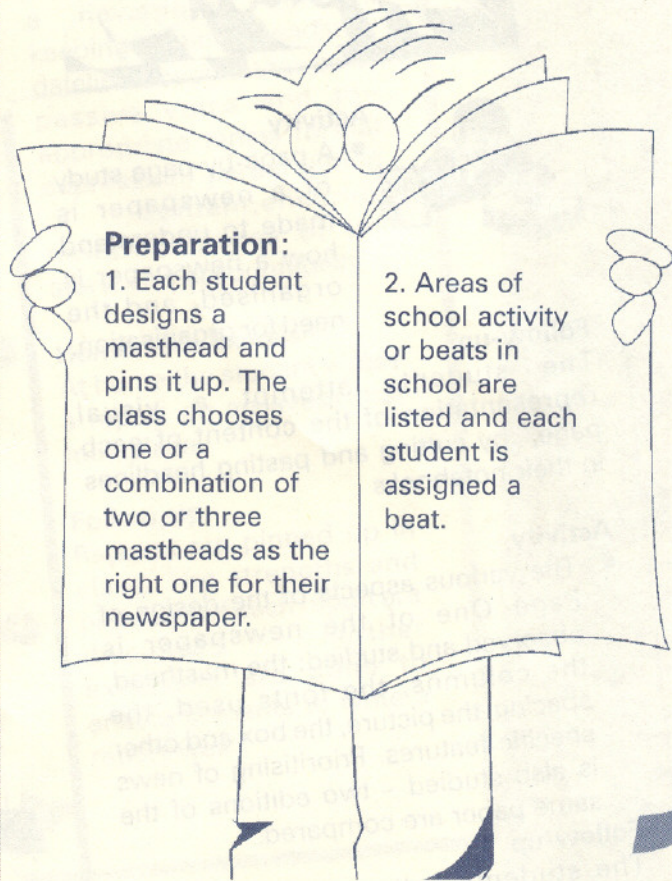 Preparation:
1. Each student
designs a
masthead and
pins it up. The
class chooses
one or a
combination of
two or three
mastheads as the
right one for their
newspaper.
2. Areas of
school activity
or beats in
school are
listed and each
student is
assigned a
beat.